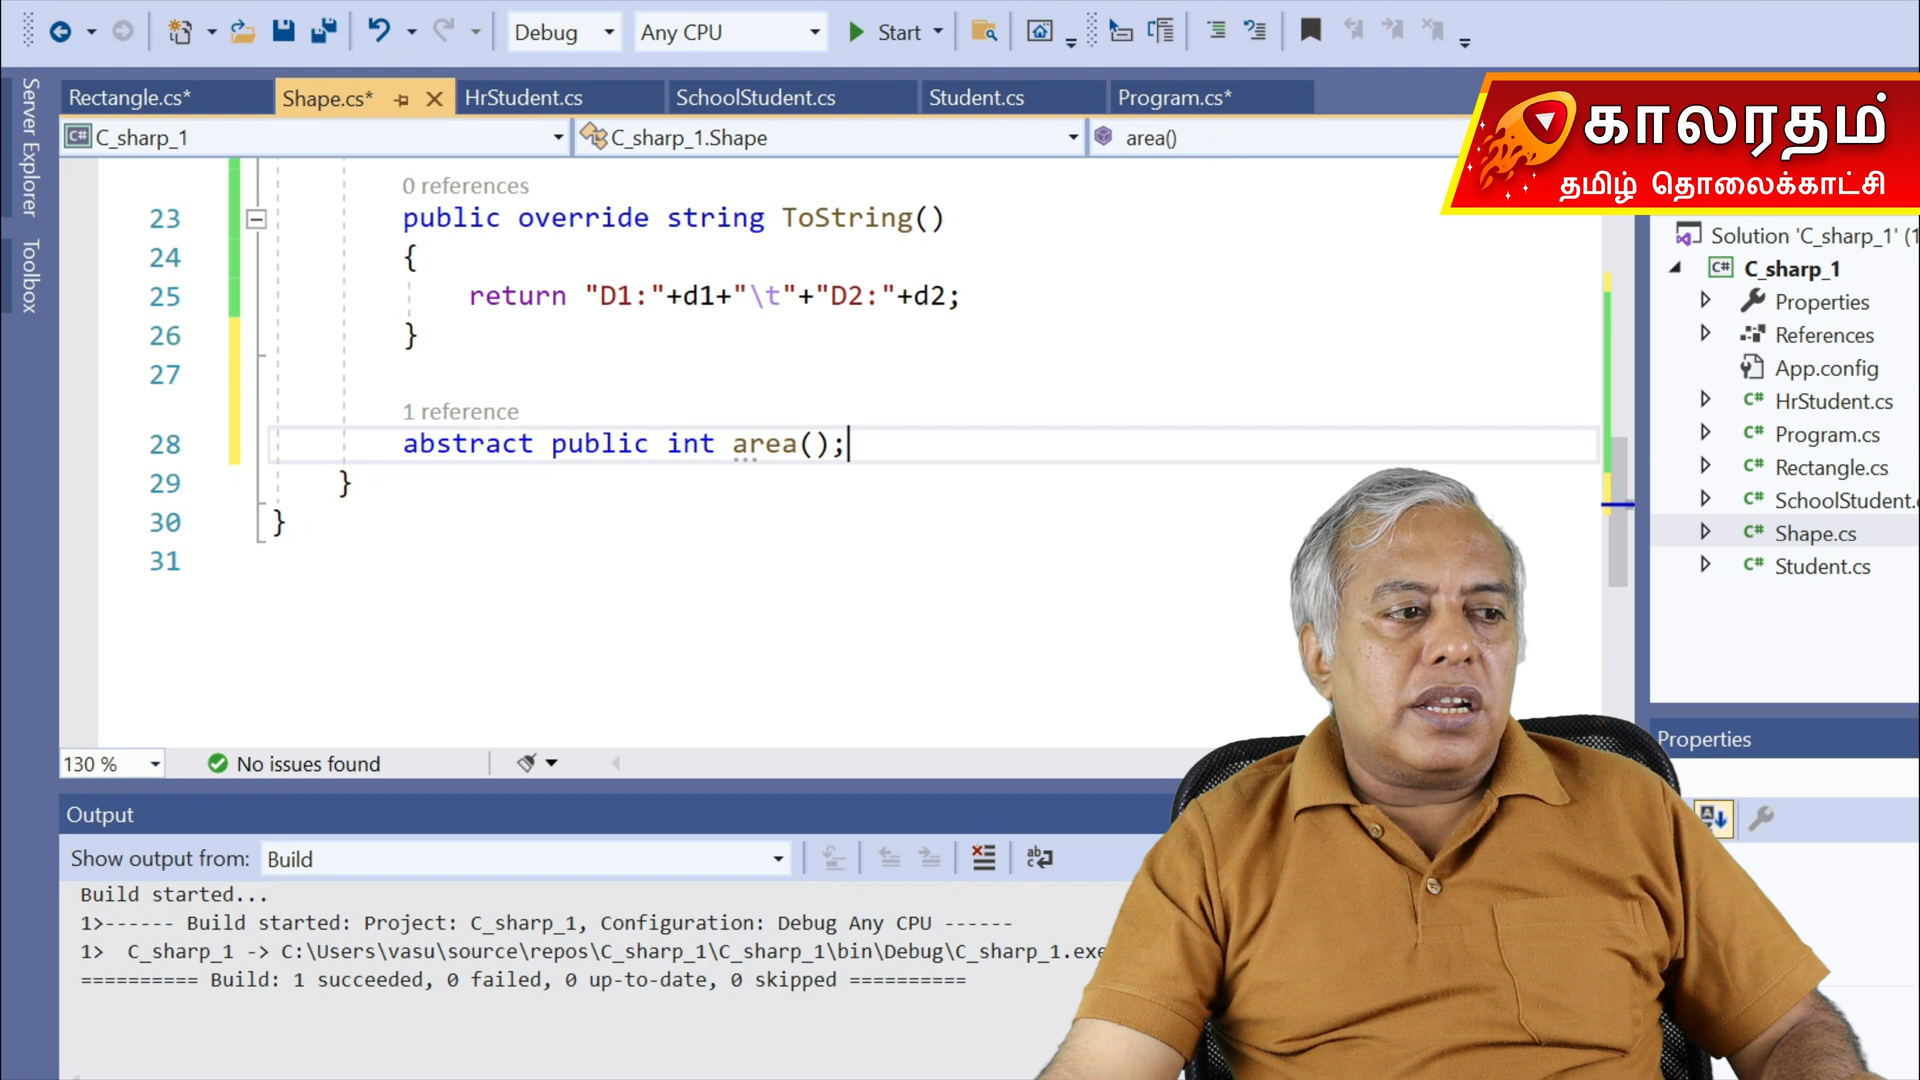 Debug
Any CPU
Start
Server Explorer
Toolbox
Rectangle.cs*
Shape.cs*
HrStudent.cs
SchoolStudent.cs
Student.cs
Program.cs*
காலரதம்
தமிழ் தொலைக்காட்சி
C# C_sharp_1
C_sharp_1.Shape
area()
0 references
23 public override string ToString()
24 {
25 return "D1:"+d1+"\t"+"D2:"+d2;
26 }
27
1 reference
28 abstract public int area();
29 }
30 }
31
Solution 'C_sharp_1' (1
C# C_sharp_1
Properties
References
App.config
C# HrStudent.cs
C# Program.cs
C# Rectangle.cs
C# SchoolStudent.
C# Shape.cs
C# Student.cs
130 %
No issues found
Properties
Output
Show output from: Build
Build started...
1>------ Build started: Project: C_sharp_1, Configuration: Debug Any CPU ------
1>  C_sharp_1 -> C:\Users\vasu\source\repos\C_sharp_1\C_sharp_1\bin\Debug\C_sharp_1.exe
========== Build: 1 succeeded, 0 failed, 0 up-to-date, 0 skipped ==========